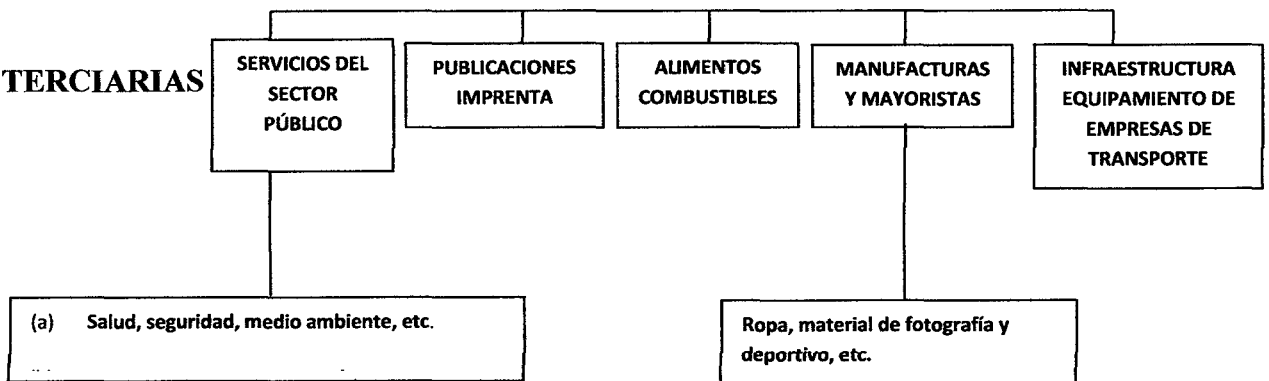 TERCIARIAS
SERVICIOS DEL
SECTOR
PÚBLICO
PUBLICACIONES
IMPRENTA
ALIMENTOS
COMBUSTIBLES
MANUFACTURAS
Y MAYORISTAS
INFRAESTRUCTURA
EQUIPAMIENTO DE
EMPRESAS DE
TRANSPORTE
(a) Salud, seguridad, medio ambiente, etc.
Ropa, material de fotografía y
deportivo, etc.